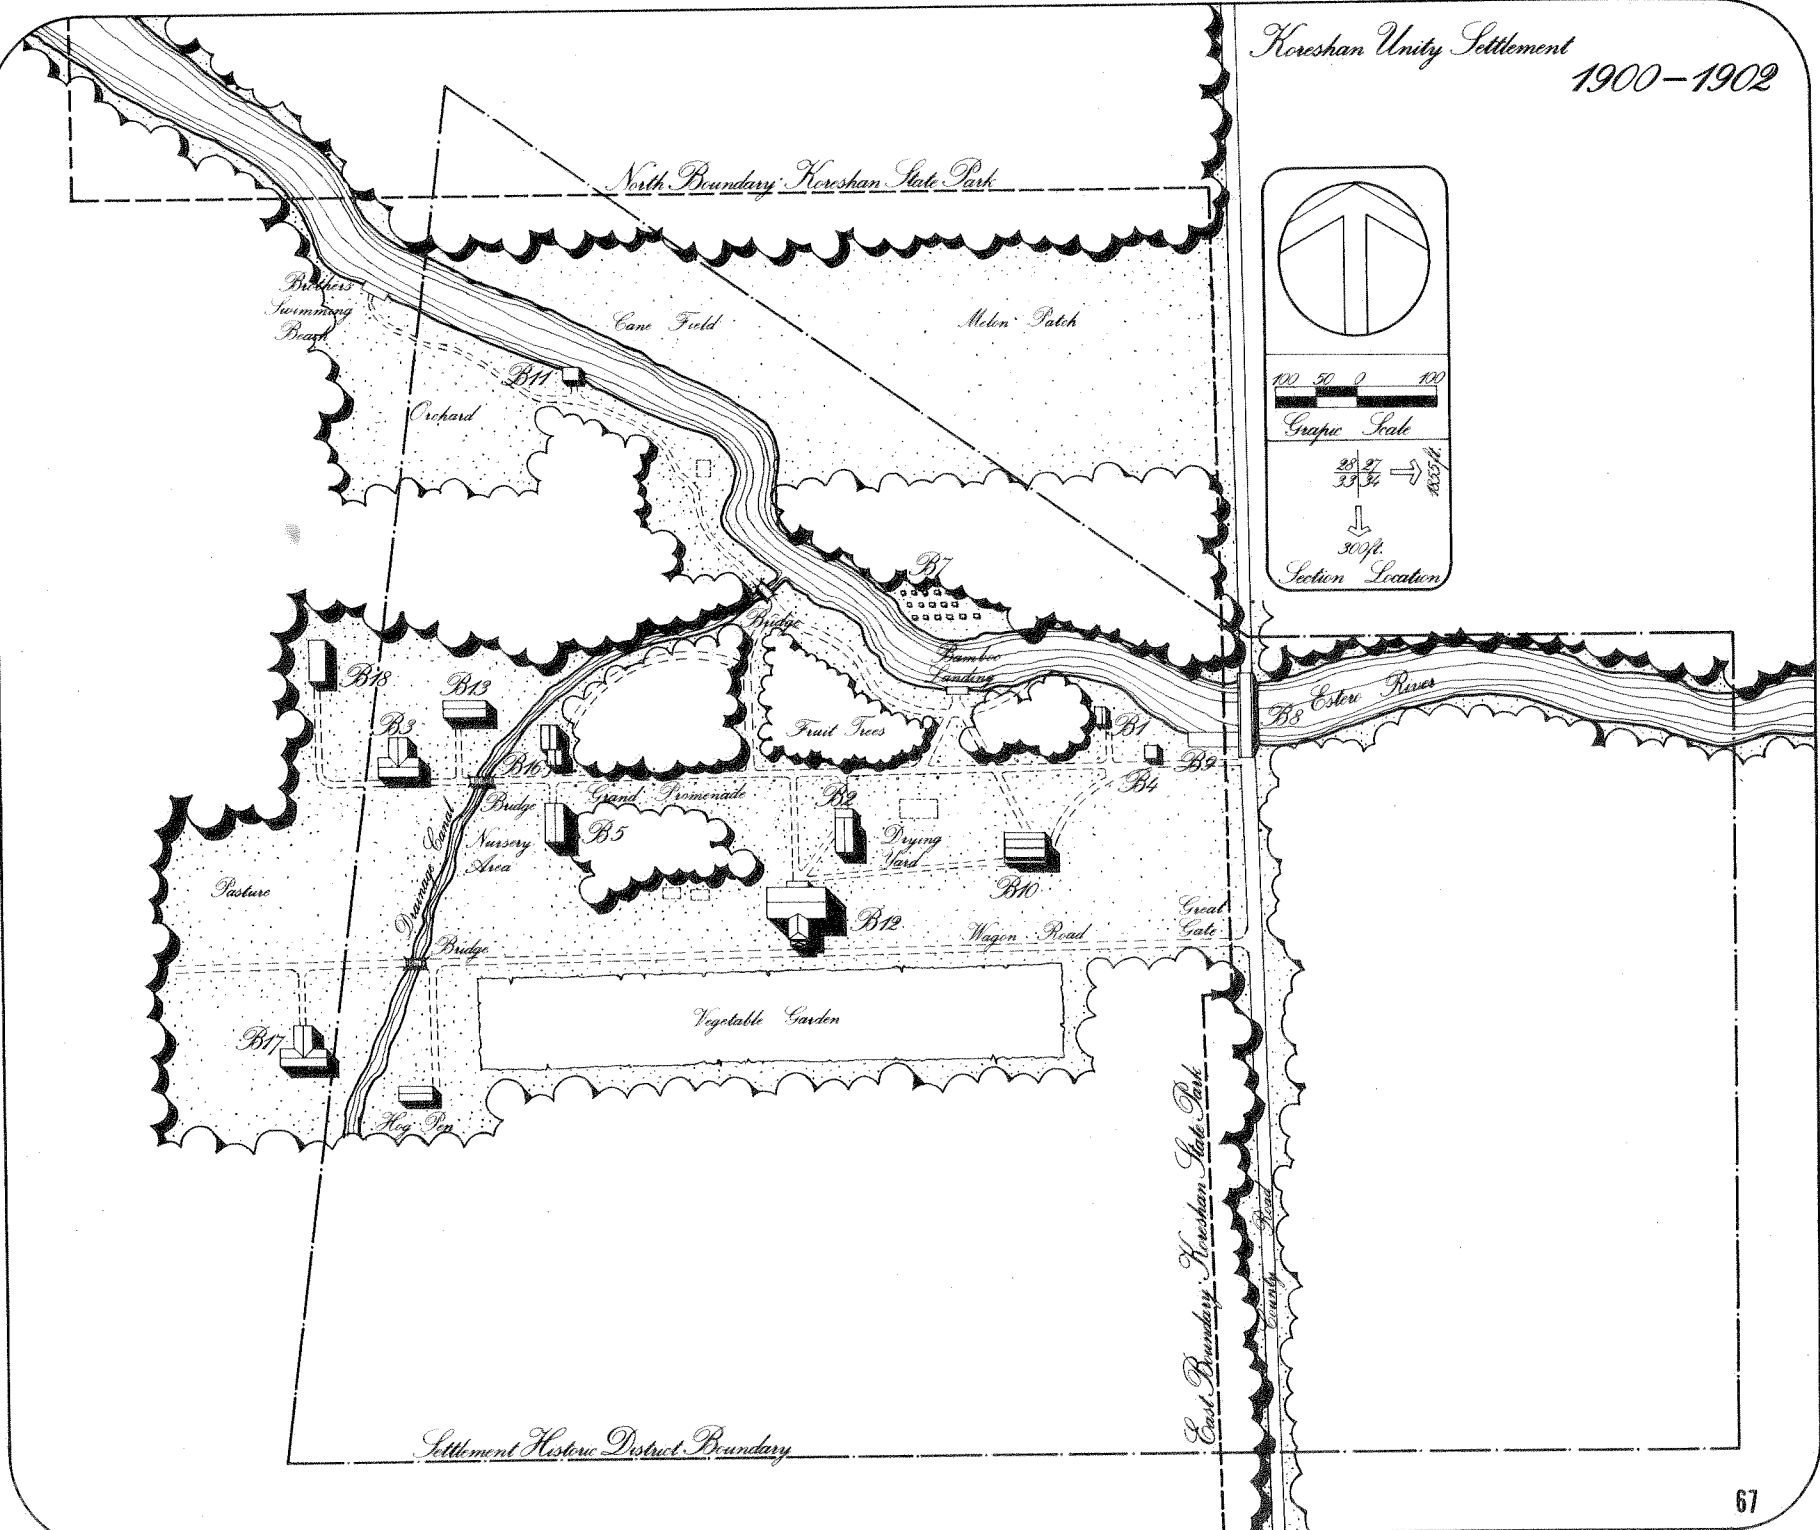 Koreshan Unity Settlement
1900–1902
North Boundary: Koreshan State Park
Brothers
Swimming
Beach
Cane Field
Melon Patch
B11
Orchard
100 50 0 100
Grapic Scale
28 27
33 34
1855ft.
300ft.
Section Location
B7
Bridge
Bamboo
Landing
B18
B13
B3
Fruit Trees
B1
B8
Estero River
B16
B9
B4
Bridge
Grand Promenade
B2
Nursery
Area
B5
Drying
Yard
Drainage Canal
Pasture
B10
B12
Great
Gate
Bridge
Wagon Road
Vegetable Garden
B17
Hog Pen
East Boundary: Koreshan State Park
County Road
Settlement Historic District Boundary
67